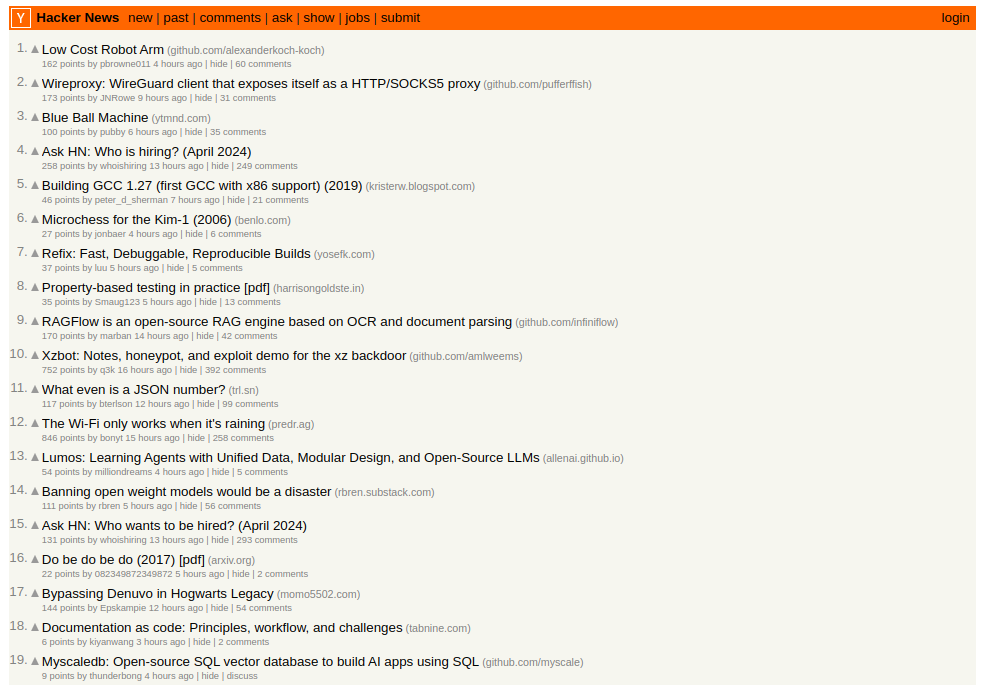 Y Hacker News new | past | comments | ask | show | jobs | submit login
1. ▲ Low Cost Robot Arm (github.com/alexanderkoch-koch)
162 points by pbrowne011 4 hours ago | hide | 60 comments
2. ▲ Wireproxy: WireGuard client that exposes itself as a HTTP/SOCKS5 proxy (github.com/pufferffish)
173 points by JNRowe 9 hours ago | hide | 31 comments
3. ▲ Blue Ball Machine (ytmnd.com)
100 points by pubby 6 hours ago | hide | 35 comments
4. ▲ Ask HN: Who is hiring? (April 2024)
258 points by whoishiring 13 hours ago | hide | 249 comments
5. ▲ Building GCC 1.27 (first GCC with x86 support) (2019) (kristerw.blogspot.com)
46 points by peter_d_sherman 7 hours ago | hide | 21 comments
6. ▲ Microchess for the Kim-1 (2006) (benlo.com)
27 points by jonbaer 4 hours ago | hide | 6 comments
7. ▲ Refix: Fast, Debuggable, Reproducible Builds (yosefk.com)
37 points by luu 5 hours ago | hide | 5 comments
8. ▲ Property-based testing in practice [pdf] (harrisongoldste.in)
35 points by Smaug123 5 hours ago | hide | 13 comments
9. ▲ RAGFlow is an open-source RAG engine based on OCR and document parsing (github.com/infiniflow)
170 points by marban 14 hours ago | hide | 42 comments
10. ▲ Xzbot: Notes, honeypot, and exploit demo for the xz backdoor (github.com/amlweems)
752 points by q3k 16 hours ago | hide | 392 comments
11. ▲ What even is a JSON number? (trl.sn)
117 points by bterlson 12 hours ago | hide | 99 comments
12. ▲ The Wi-Fi only works when it's raining (predr.ag)
846 points by bonyt 15 hours ago | hide | 258 comments
13. ▲ Lumos: Learning Agents with Unified Data, Modular Design, and Open-Source LLMs (allenai.github.io)
54 points by milliondreams 4 hours ago | hide | 5 comments
14. ▲ Banning open weight models would be a disaster (rbren.substack.com)
111 points by rbren 5 hours ago | hide | 56 comments
15. ▲ Ask HN: Who wants to be hired? (April 2024)
131 points by whoishiring 13 hours ago | hide | 293 comments
16. ▲ Do be do be do (2017) [pdf] (arxiv.org)
22 points by 082349872349872 5 hours ago | hide | 2 comments
17. ▲ Bypassing Denuvo in Hogwarts Legacy (momo5502.com)
144 points by Epskampie 12 hours ago | hide | 54 comments
18. ▲ Documentation as code: Principles, workflow, and challenges (tabnine.com)
6 points by kiyanwang 3 hours ago | hide | 2 comments
19. ▲ Myscaledb: Open-source SQL vector database to build AI apps using SQL (github.com/myscale)
9 points by thunderbong 4 hours ago | hide | discuss